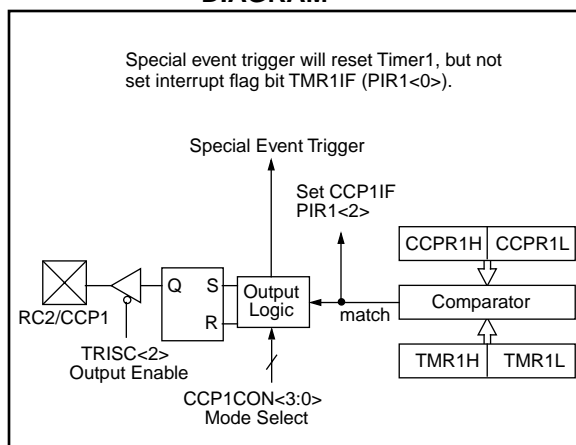 DIAGRAM
Special event trigger will reset Timer1, but not
set interrupt flag bit TMR1IF (PIR1<0>).
Special Event Trigger
Set CCP1IF
PIR1<2>
CCPR1H CCPR1L
Q S Output
R Logic
match
Comparator
RC2/CCP1
TRISC<2>
Output Enable
TMR1H TMR1L
CCP1CON<3:0>
Mode Select